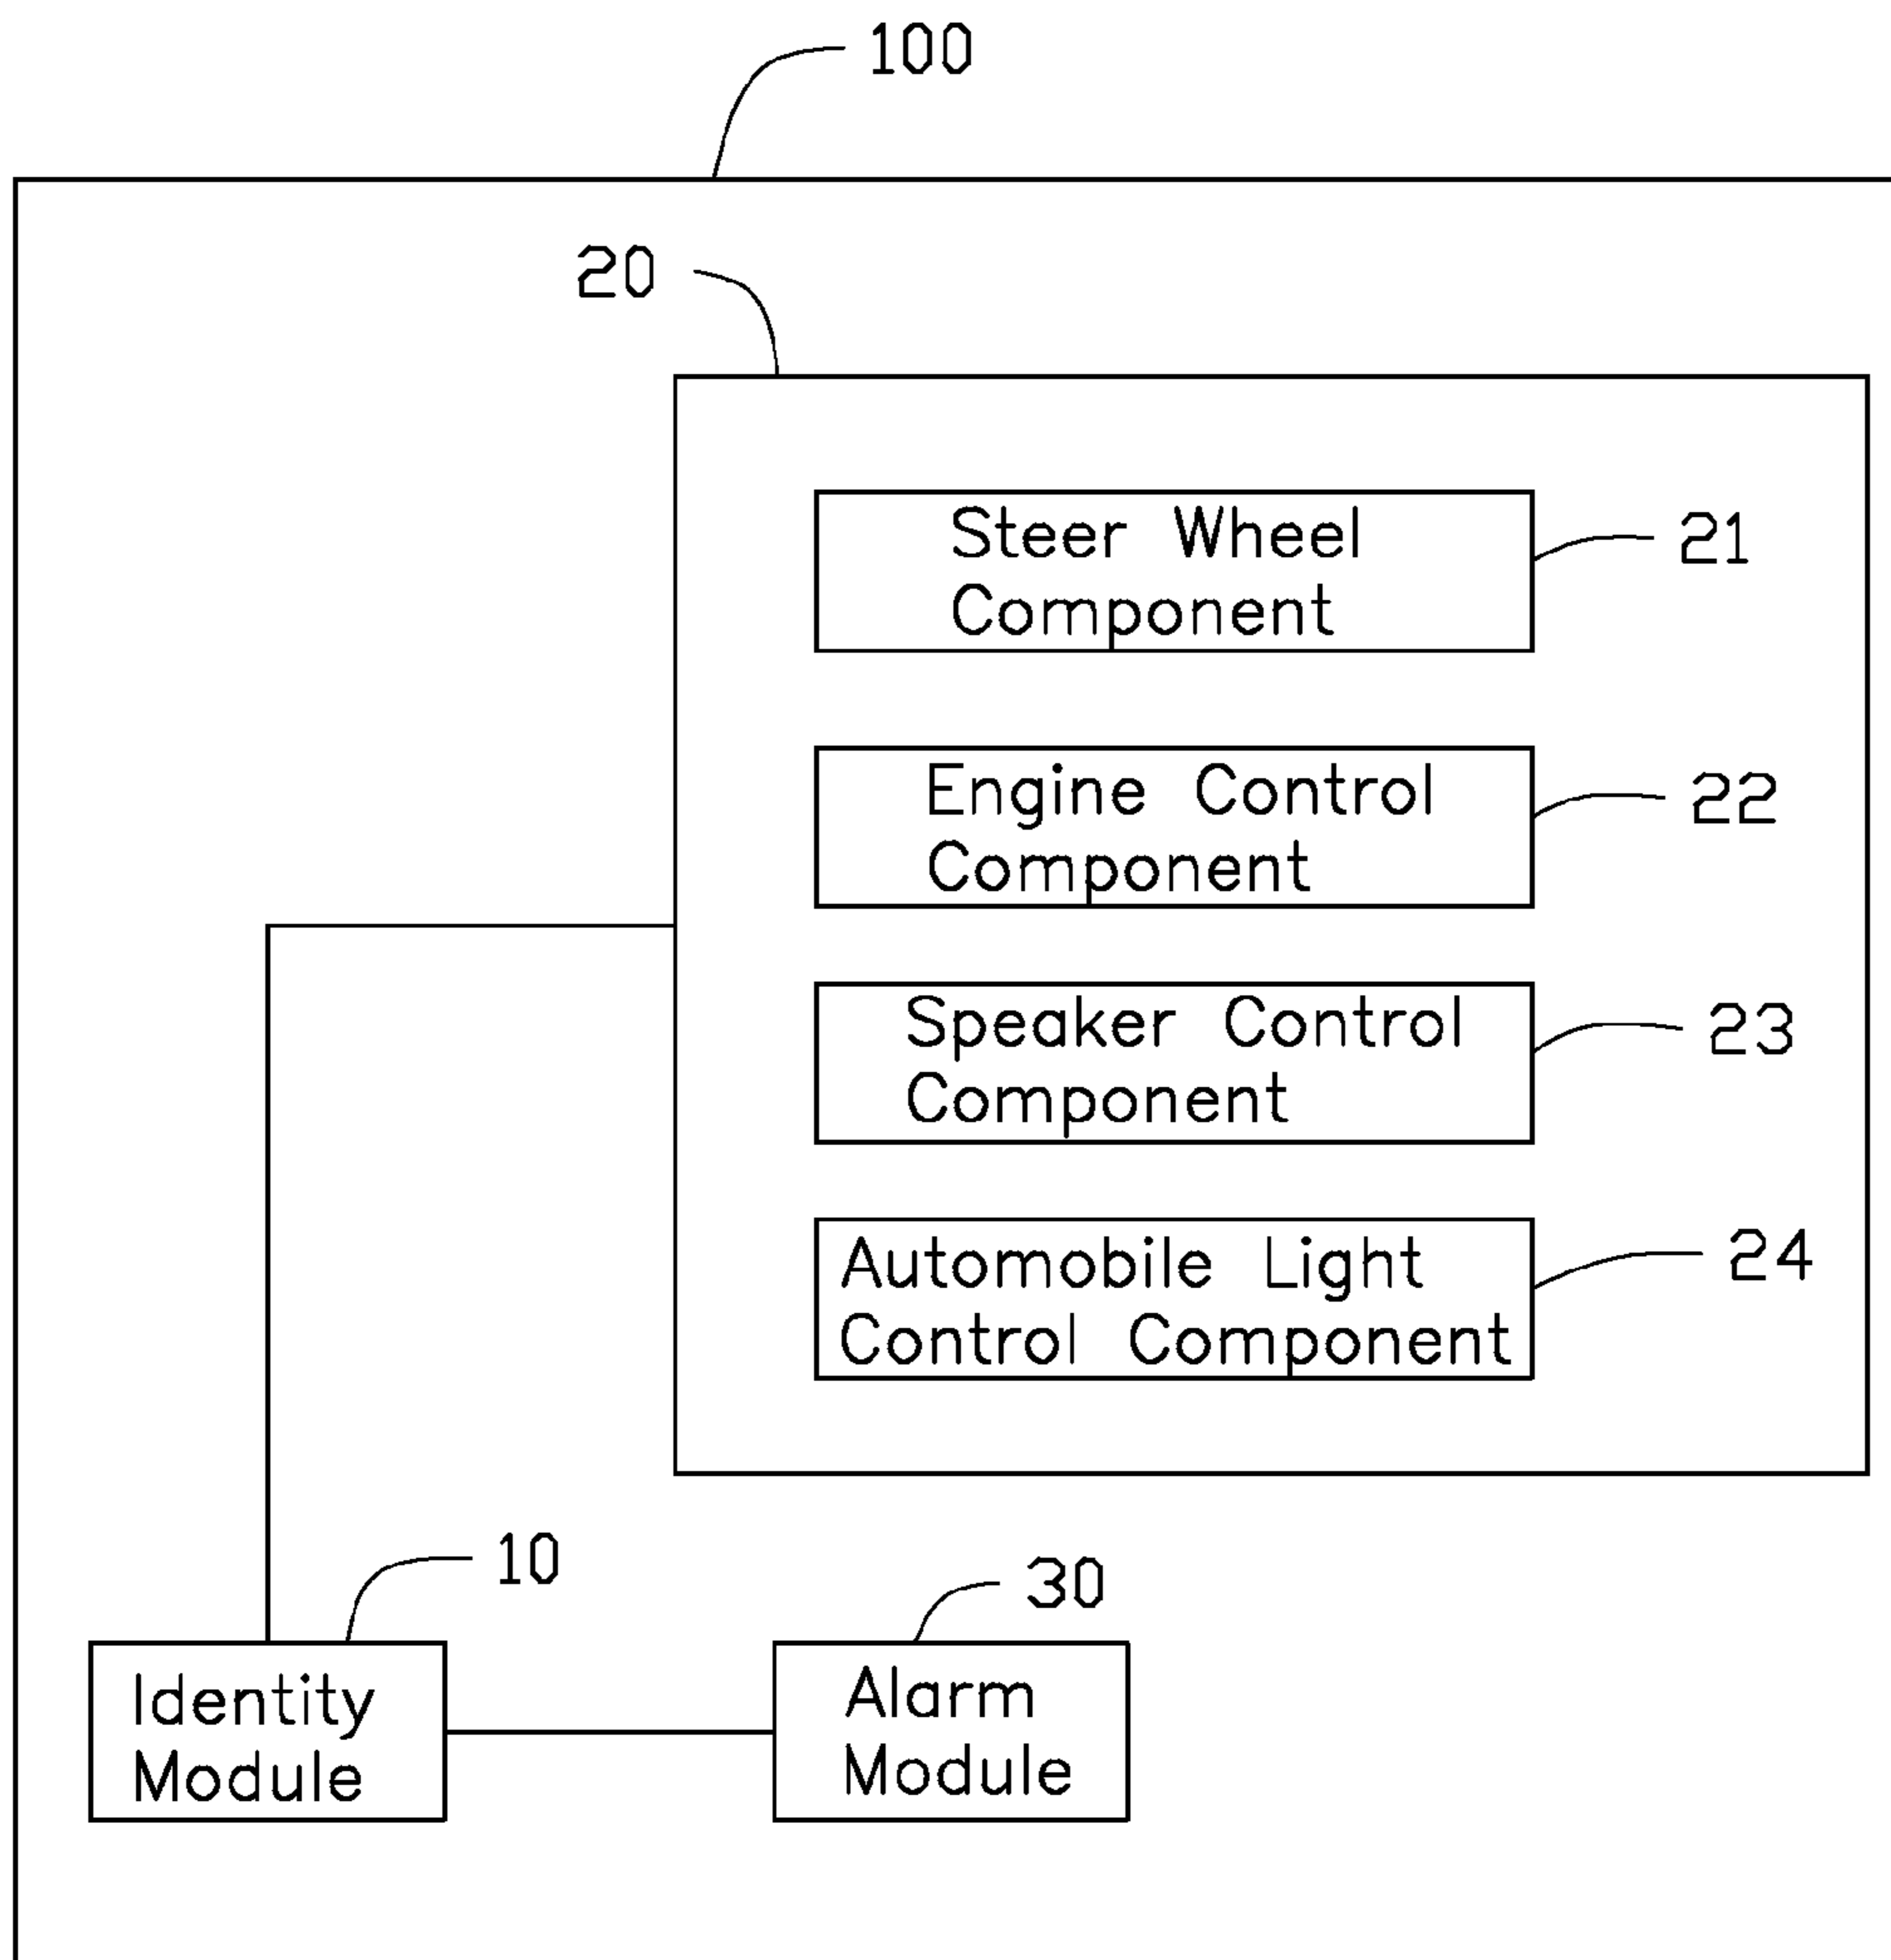 100
20
Steer Wheel
Component
21
Engine Control
Component
22
Speaker Control
Component
23
Automobile Light
Control Component
24
10
30
Identity
Module
Alarm
Module